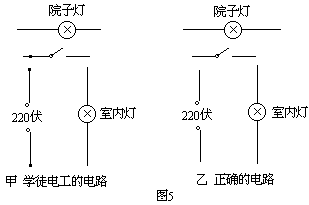 院子灯
院子灯
220伏
室内灯
220伏
室内灯
甲 学徒电工的电路
乙 正确的电路
图5